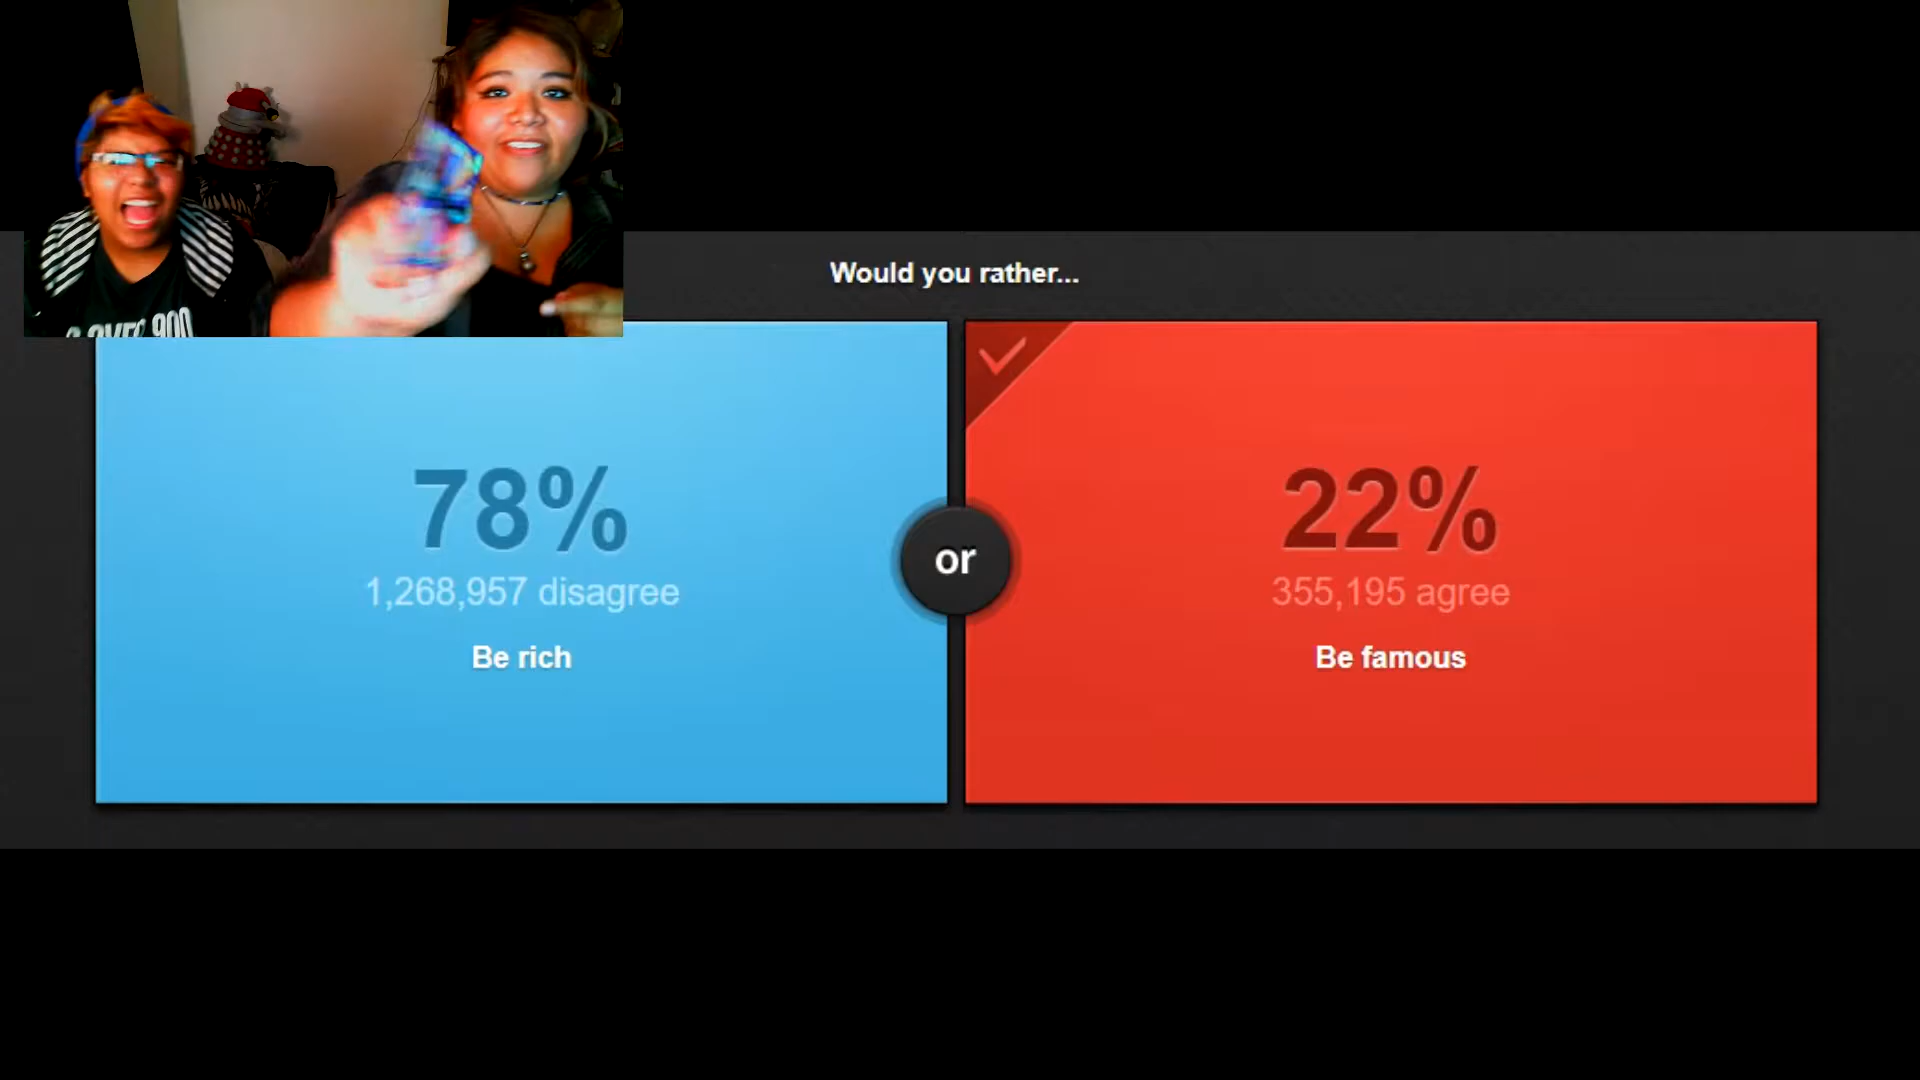 Would you rather...
78%
1,268,957 disagree
Be rich
or
22%
355,195 agree
Be famous